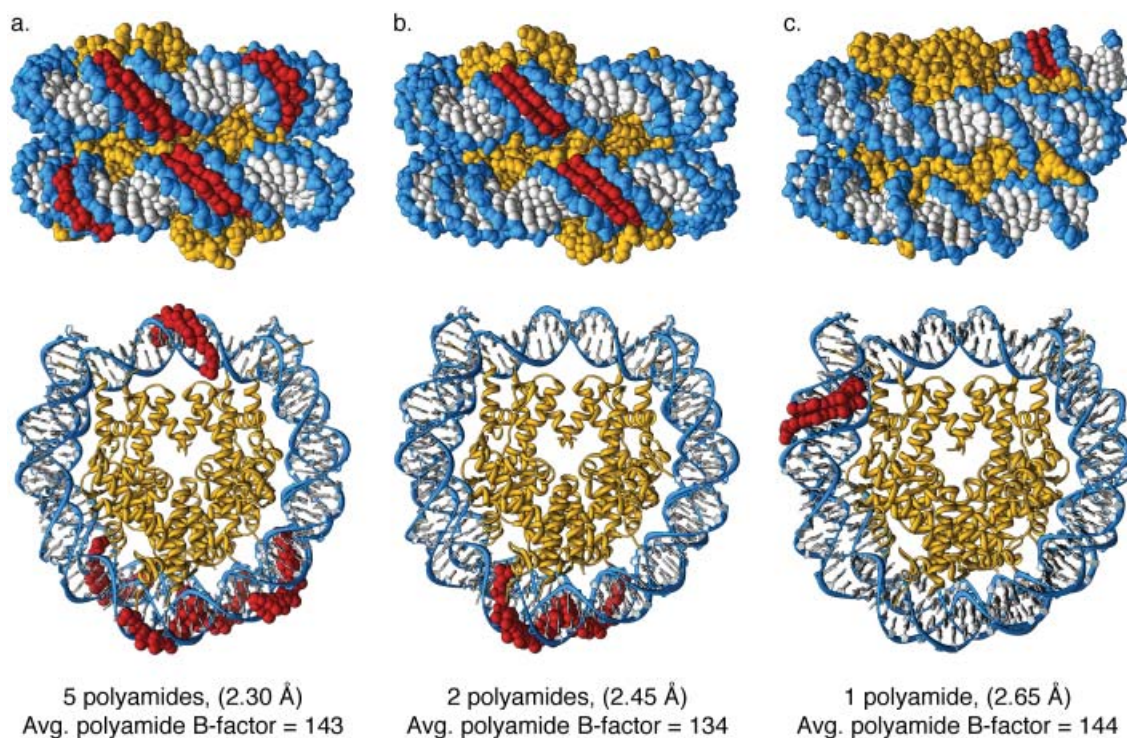 a.
b.
c.
5 polyamides, (2.30 Å)
Avg. polyamide B-factor = 143
2 polyamides, (2.45 Å)
Avg. polyamide B-factor = 134
1 polyamide, (2.65 Å)
Avg. polyamide B-factor = 144